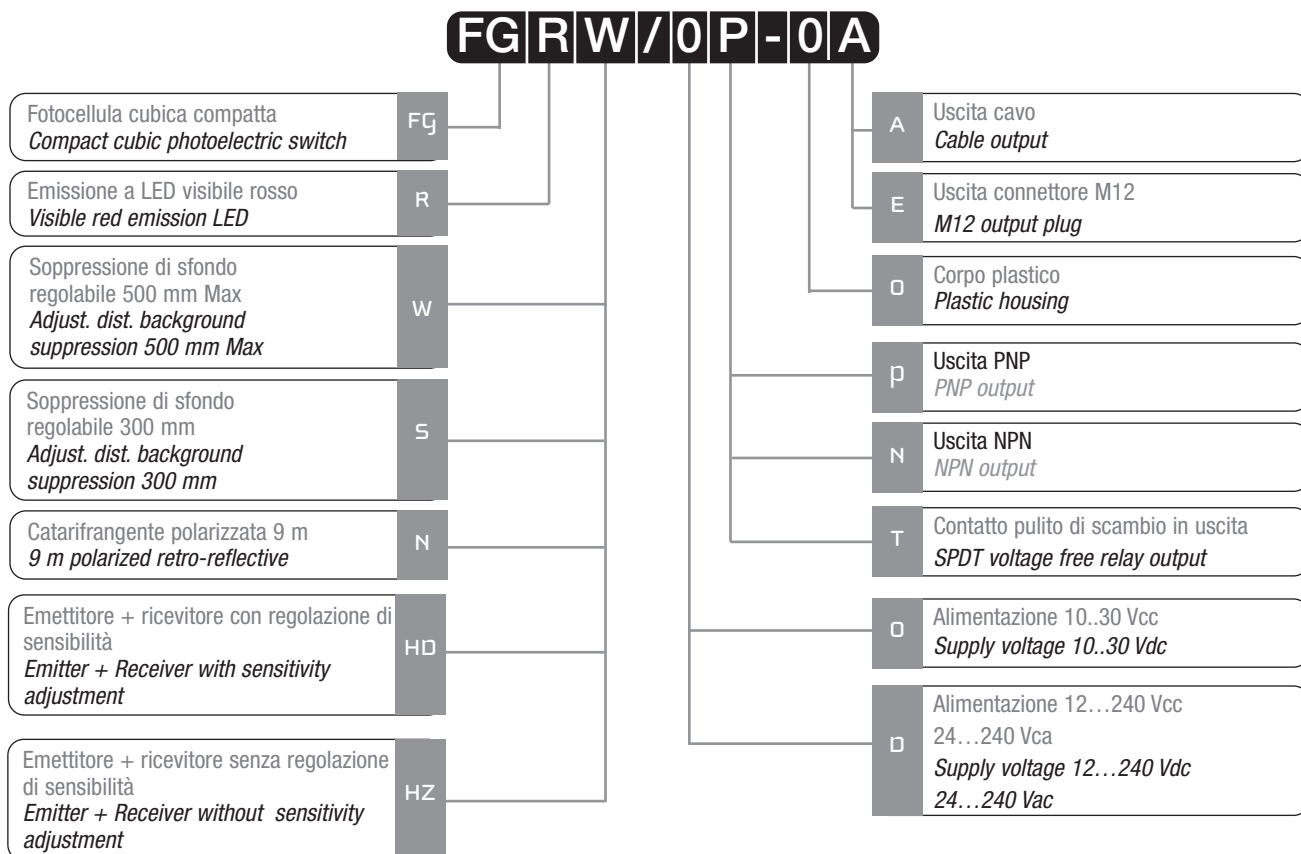 FGRW/0P-0A
Fotocellula cubica compatta
Compact cubic photoelectric switch
FG
Emissione a LED visibile rosso
Visible red emission LED
R
Soppressione di sfondo
regolabile 500 mm Max
Adjust. dist. background
suppression 500 mm Max
W
Soppressione di sfondo
regolabile 300 mm
Adjust. dist. background
suppression 300 mm
S
Catarifrangente polarizzata 9 m
9 m polarized retro-reflective
N
Emettitore + ricevitore con regolazione di
sensibilità
Emitter + Receiver with sensitivity
adjustment
HD
Emettitore + ricevitore senza regolazione
di sensibilità
Emitter + Receiver without sensitivity
adjustment
HZ
A
Uscita cavo
Cable output
E
Uscita connettore M12
M12 output plug
0
Corpo plastico
Plastic housing
P
Uscita PNP
PNP output
N
Uscita NPN
NPN output
T
Contatto pulito di scambio in uscita
SPDT voltage free relay output
0
Alimentazione 10..30 Vcc
Supply voltage 10..30 Vdc
D
Alimentazione 12…240 Vcc
24…240 Vca
Supply voltage 12…240 Vdc
24…240 Vac